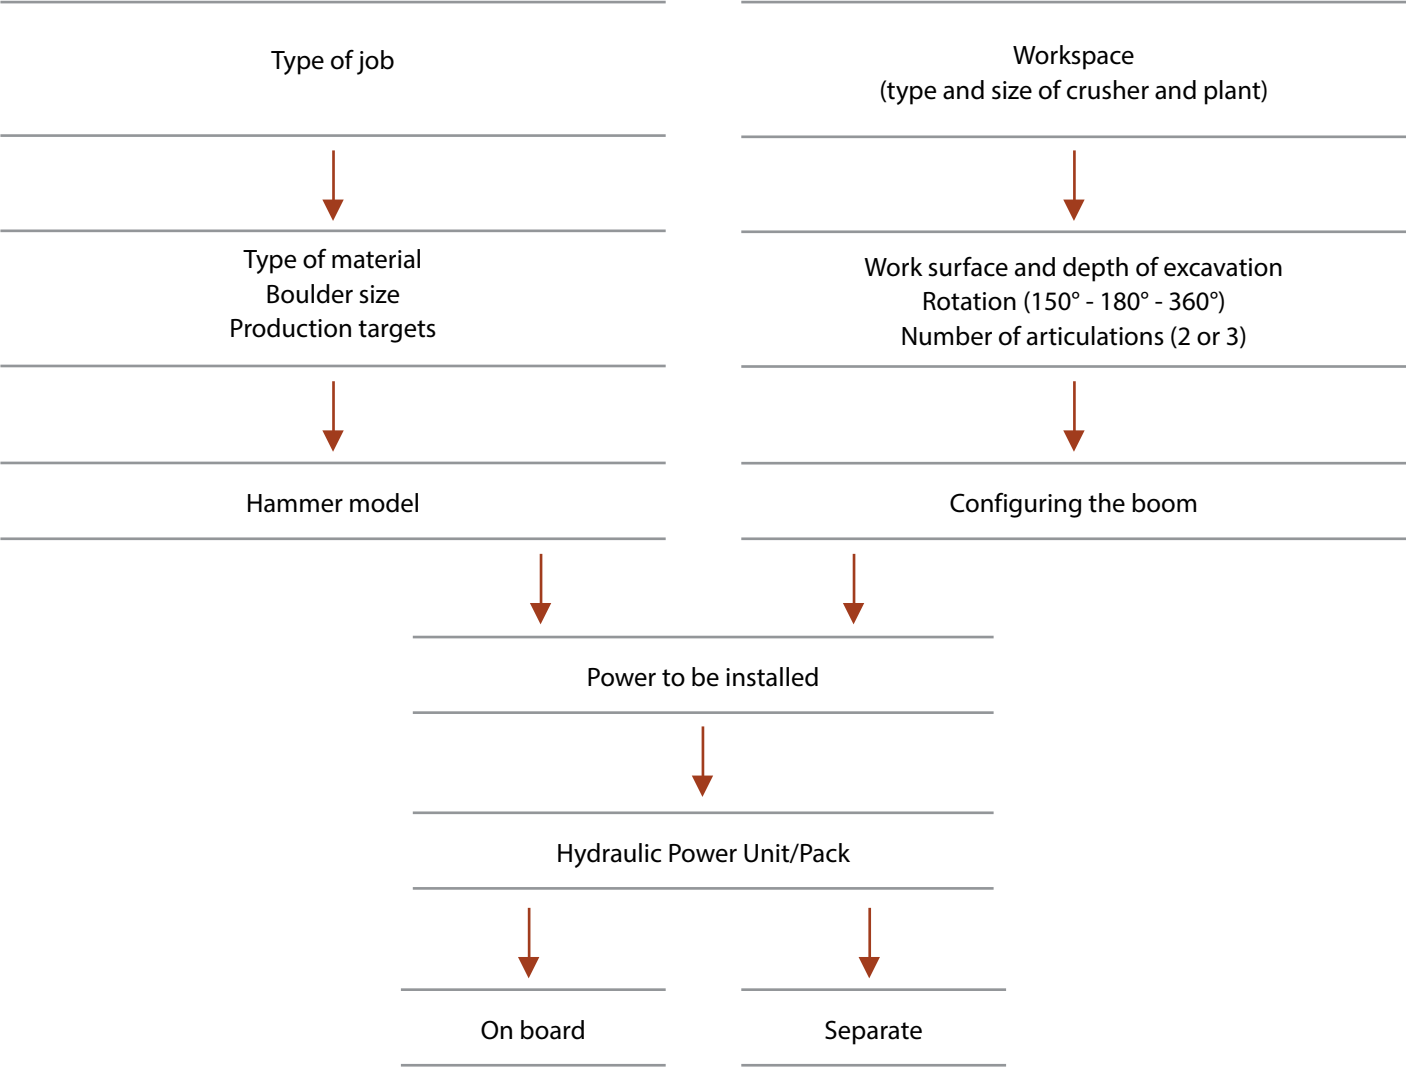 Type of job
Workspace
(type and size of crusher and plant)
Type of material
Boulder size
Production targets
Work surface and depth of excavation
Rotation (150° - 180° - 360°)
Number of articulations (2 or 3)
Hammer model
Configuring the boom
Power to be installed
Hydraulic Power Unit/Pack
On board
Separate